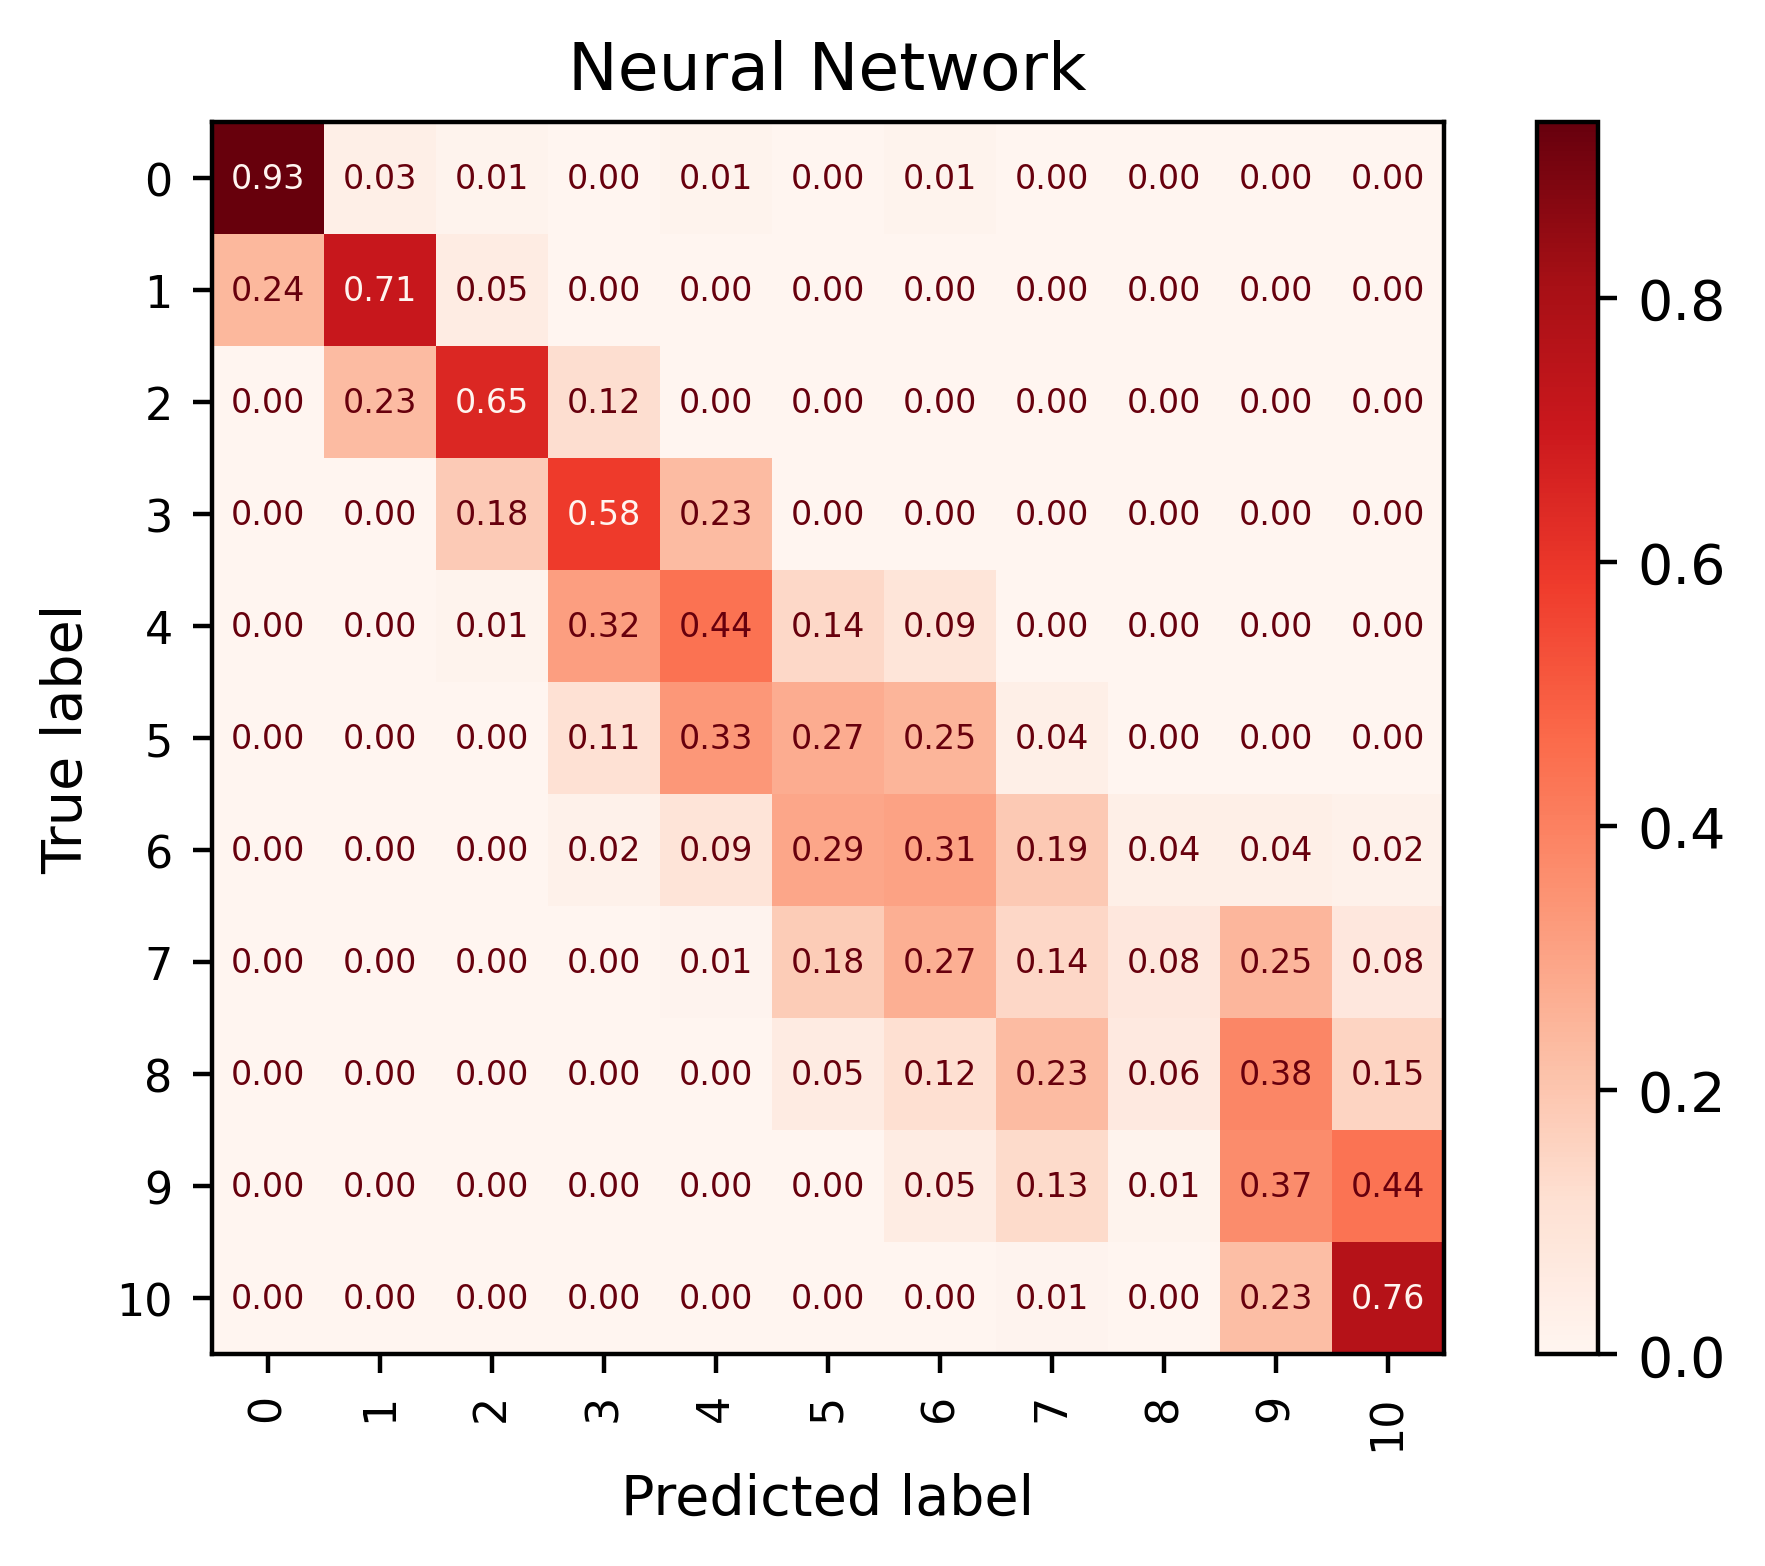 Neural Network
0 0.93 0.03 0.01 0.00 0.01 0.00 0.01 0.00 0.00 0.00 0.00
1 0.24 0.71 0.05 0.00 0.00 0.00 0.00 0.00 0.00 0.00 0.00
2 0.00 0.23 0.65 0.12 0.00 0.00 0.00 0.00 0.00 0.00 0.00
3 0.00 0.00 0.18 0.58 0.23 0.00 0.00 0.00 0.00 0.00 0.00
4 0.00 0.00 0.01 0.32 0.44 0.14 0.09 0.00 0.00 0.00 0.00
5 0.00 0.00 0.00 0.11 0.33 0.27 0.25 0.04 0.00 0.00 0.00
6 0.00 0.00 0.00 0.02 0.09 0.29 0.31 0.19 0.04 0.04 0.02
7 0.00 0.00 0.00 0.00 0.01 0.18 0.27 0.14 0.08 0.25 0.08
8 0.00 0.00 0.00 0.00 0.00 0.05 0.12 0.23 0.06 0.38 0.15
9 0.00 0.00 0.00 0.00 0.00 0.00 0.05 0.13 0.01 0.37 0.44
10 0.00 0.00 0.00 0.00 0.00 0.00 0.00 0.01 0.00 0.23 0.76
0 1 2 3 4 5 6 7 8 9 10
Predicted label
True label
0.8
0.6
0.4
0.2
0.0